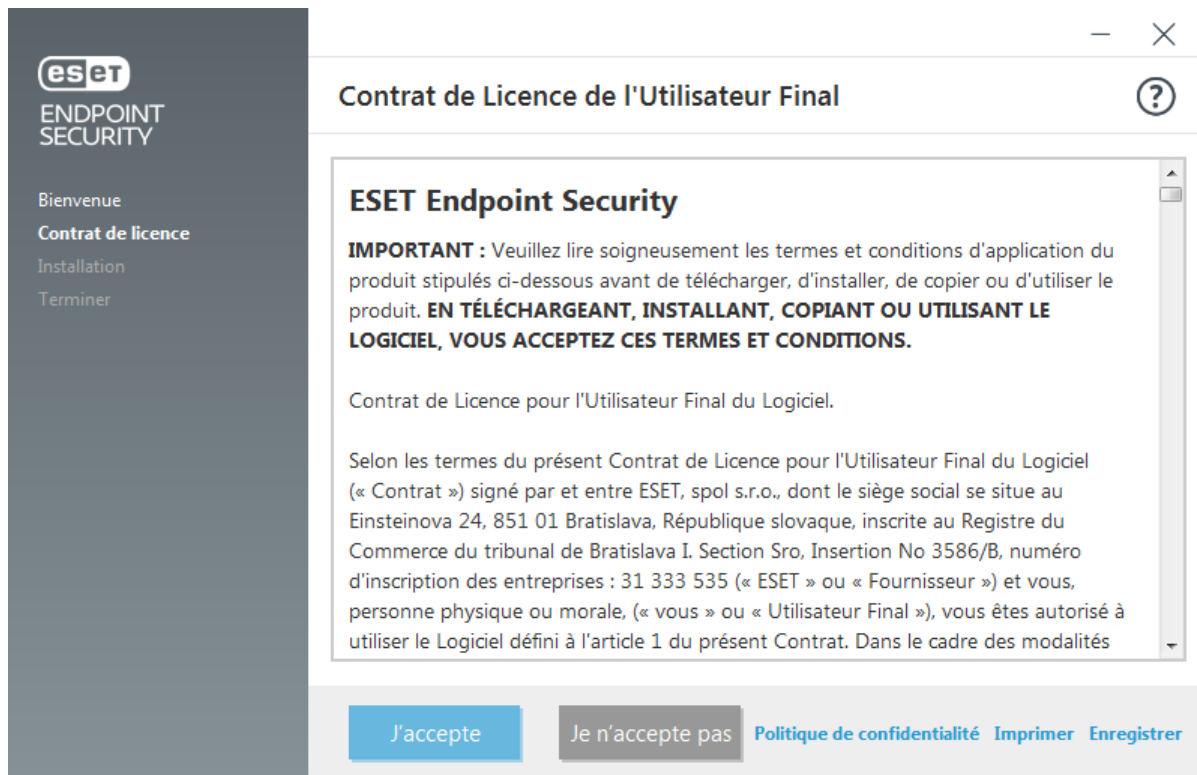 eset
ENDPOINT
SECURITY
Bienvenue
Contrat de licence
Installation
Terminer
Contrat de Licence de l'Utilisateur Final
?
ESET Endpoint Security
IMPORTANT : Veuillez lire soigneusement les termes et conditions d'application du
produit stipulés ci-dessous avant de télécharger, d'installer, de copier ou d'utiliser le
produit. EN TÉLÉCHARGEANT, INSTALLANT, COPIANT OU UTILISANT LE
LOGICIEL, VOUS ACCEPTEZ CES TERMES ET CONDITIONS.
Contrat de Licence pour l'Utilisateur Final du Logiciel.
Selon les termes du présent Contrat de Licence pour l'Utilisateur Final du Logiciel
(« Contrat ») signé par et entre ESET, spol s.r.o., dont le siège social se situe au
Einsteinova 24, 851 01 Bratislava, République slovaque, inscrite au Registre du
Commerce du tribunal de Bratislava I. Section Sro, Insertion No 3586/B, numéro
d'inscription des entreprises : 31 333 535 (« ESET » ou « Fournisseur ») et vous,
personne physique ou morale, (« vous » ou « Utilisateur Final »), vous êtes autorisé à
utiliser le Logiciel défini à l'article 1 du présent Contrat. Dans le cadre des modalités
J'accepte
Je n'accepte pas
Politique de confidentialité
Imprimer
Enregistrer